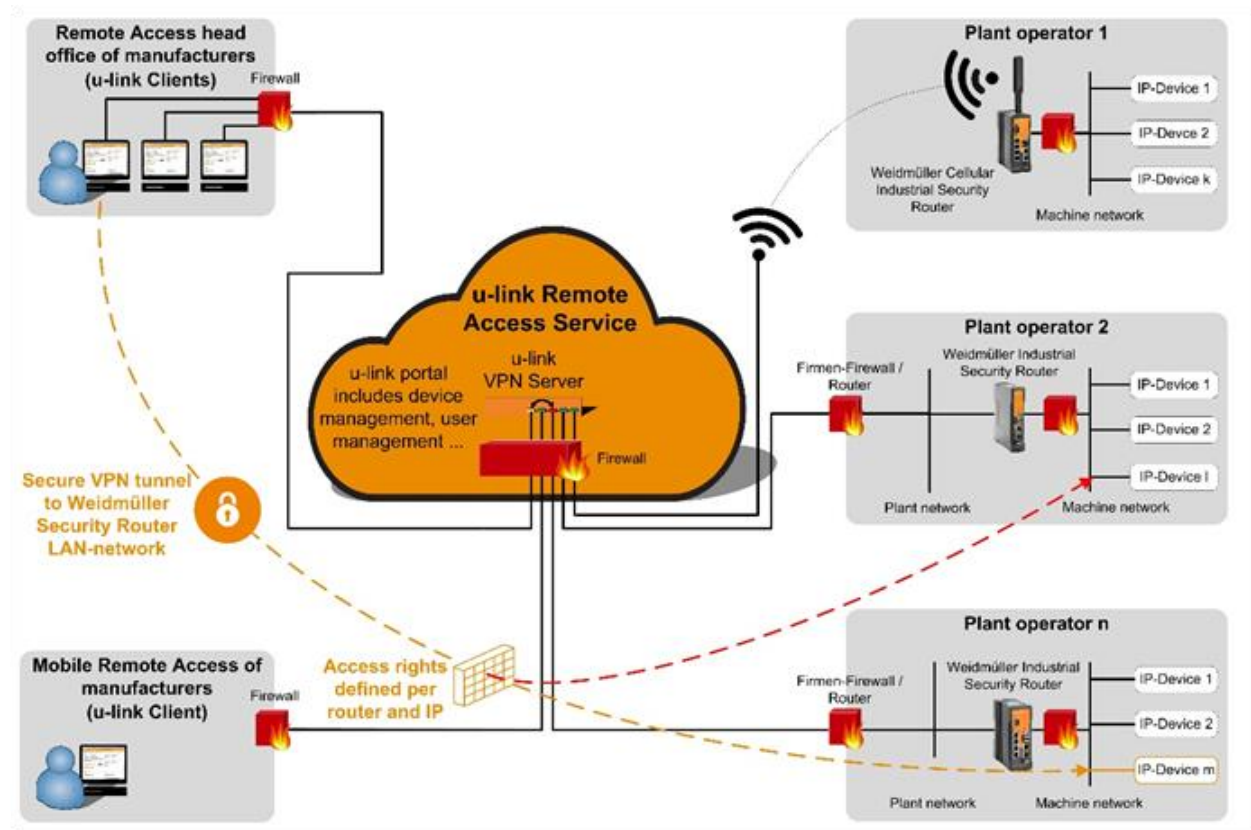 Remote Access head
office of manufacturers
(u-link Clients)
Firewall
Plant operator 1
IP-Device 1
IP-Devce 2
IP-Device k
Weidmüller Cellular
Industrial Security
Router
Machine network
u-link Remote
Access Service
u-link
VPN Server
u-link portal
includes device
management, user
management ...
Firewall
Plant operator 2
Firmen-Firewall /
Router
Weidmüller Industrial
Security Router
IP-Device 1
IP-Device 2
IP-Device l
Plant network
Machine network
Secure VPN tunnel
to Weidmüller
Security Router
LAN-network
Mobile Remote Access of
manufacturers
(u-link Client)
Firewall
Access rights
defined per
router and IP
Plant operator n
Firmen-Firewall /
Router
Weidmüller Industrial
Security Router
IP-Device 1
IP-Device 2
IP-Device m
Plant network
Machine network